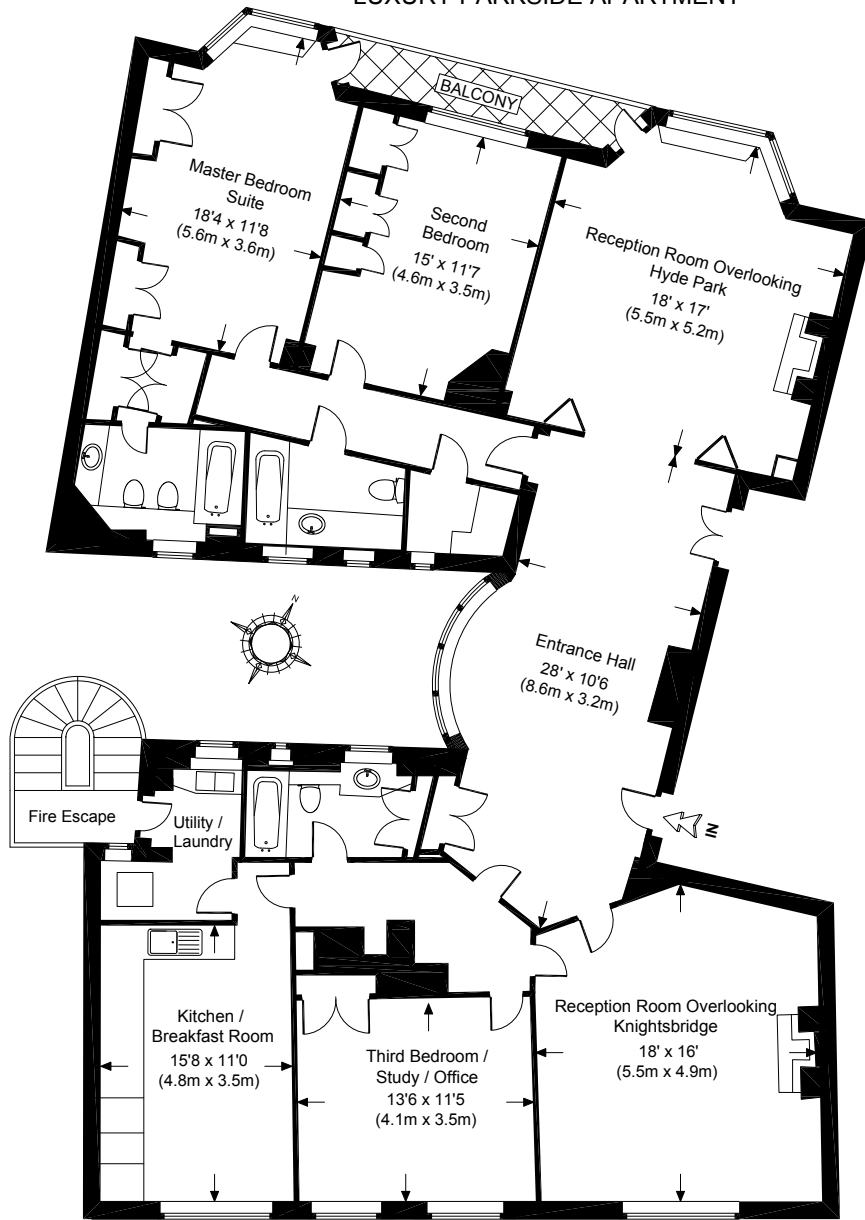 LUXURY PARKSIDE APARTMENT
BALCONY
Master Bedroom
Suite
18'4 x 11'8
(5.6m x 3.6m)
Second
Bedroom
15' x 11'7
(4.6m x 3.5m)
Reception Room Overlooking
Hyde Park
18' x 17'
(5.5m x 5.2m)
N
Entrance Hall
28' x 10'6
(8.6m x 3.2m)
IN
Fire Escape
Utility /
Laundry
Kitchen /
Breakfast Room
15'8 x 11'0
(4.8m x 3.5m)
Third Bedroom /
Study / Office
13'6 x 11'5
(4.1m x 3.5m)
Reception Room Overlooking
Knightsbridge
18' x 16'
(5.5m x 4.9m)